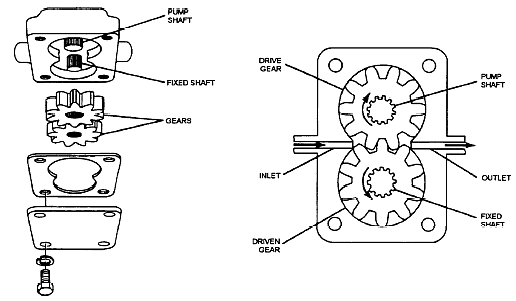 PUMP
SHAFT
FIXED SHAFT
GEARS
DRIVE
GEAR
PUMP
SHAFT
INLET
OUTLET
FIXED
SHAFT
DRIVEN
GEAR